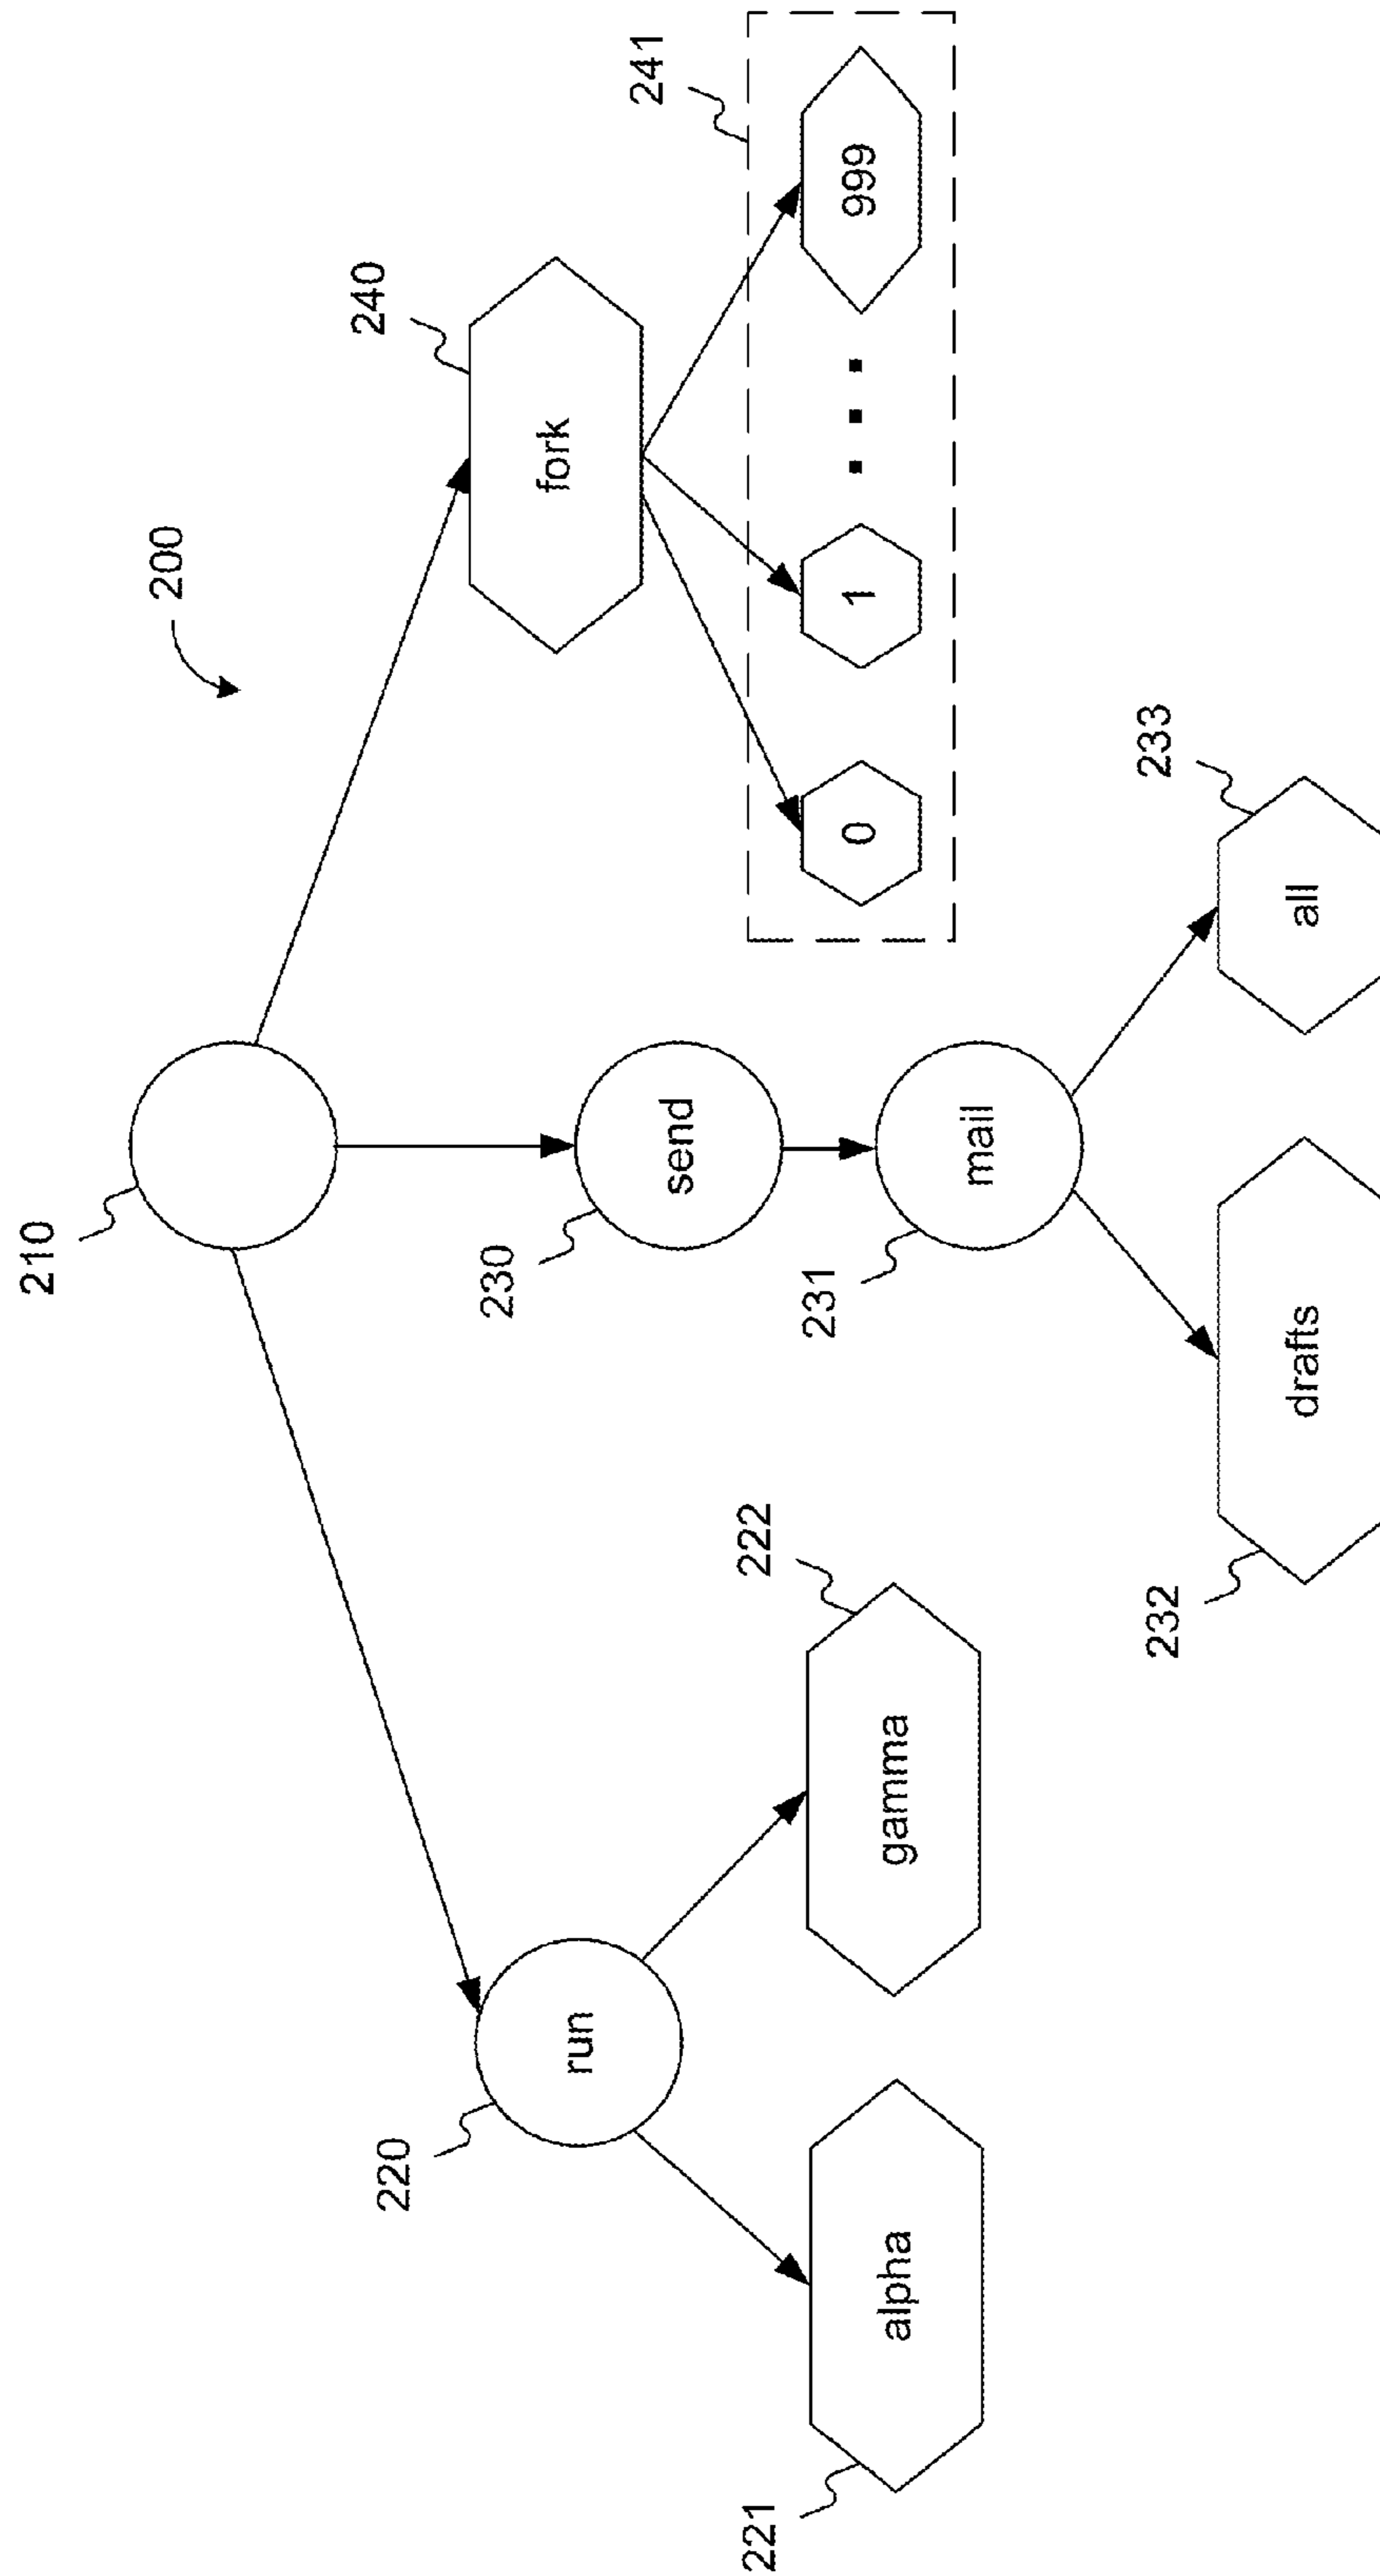 200
210
240
fork
220
run
230
send
241
0
1
999
221
alpha
222
gamma
231
mail
232
drafts
233
all